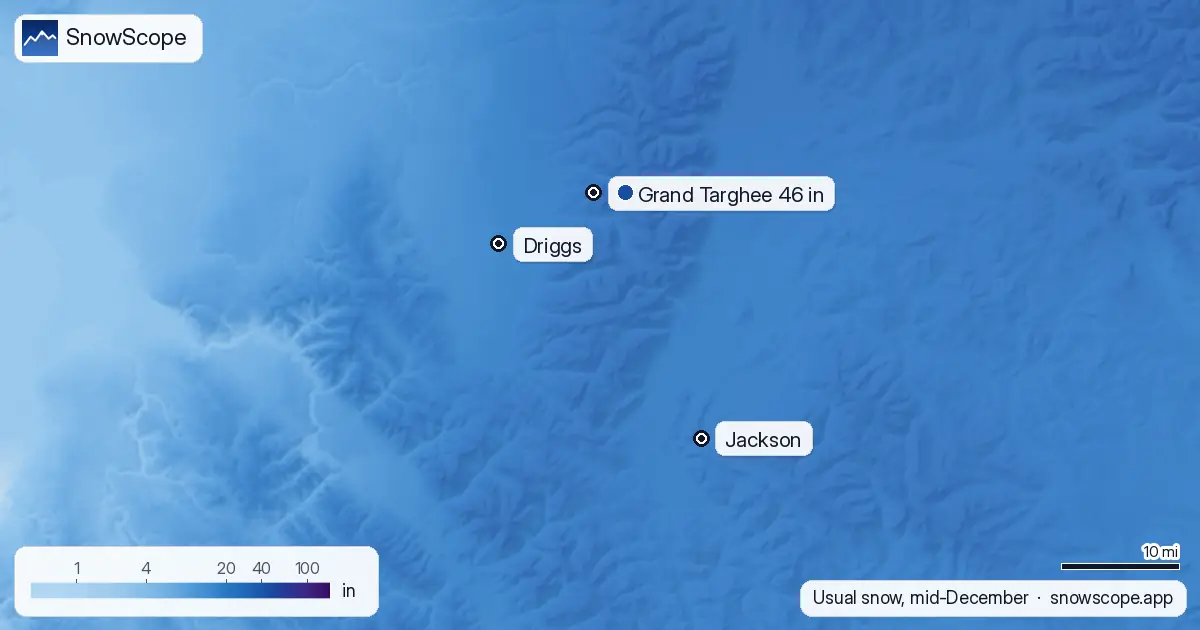 SnowScope
Grand Targhee 46 in
Driggs
Jackson
10 mi
1 4 20 40 100
in
Usual snow, mid-December · snowscope.app